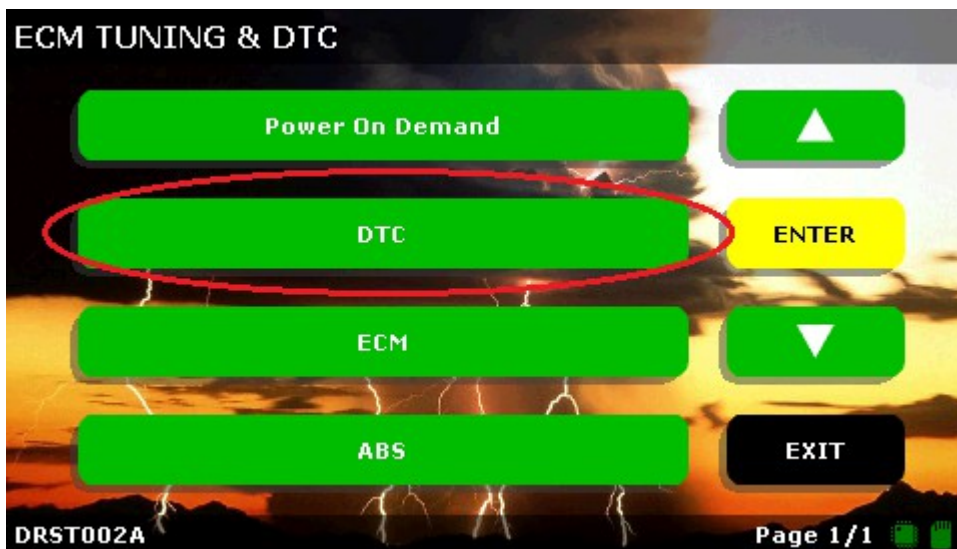 ECM TUNING & DTC
Power On Demand
DTC
ENTER
ECM
ABS
EXIT
DRST002A
Page 1/1